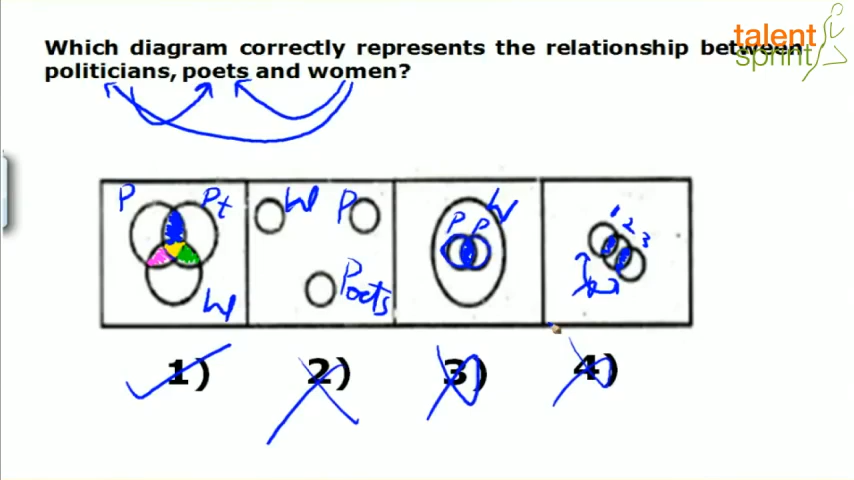 talent
sprint
Which diagram correctly represents the relationship between
politicians, poets and women?
P
Pt
W
W
P
Poets
W
P
P
1
2
3
1)
2)
3)
4)